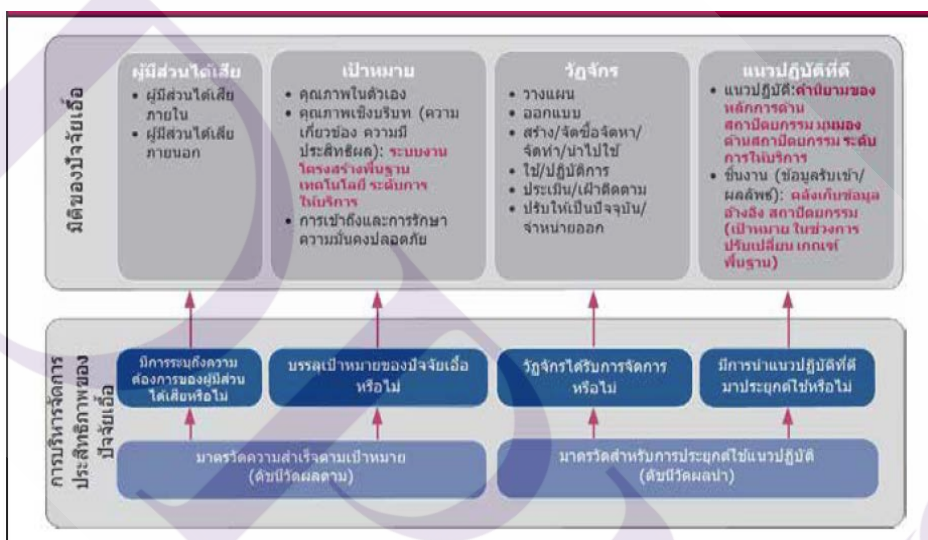 มิติของปัจจัยเอื้อ
ผู้มีส่วนได้เสีย
• ผู้มีส่วนได้เสีย
ภายใน
• ผู้มีส่วนได้เสีย
ภายนอก
เป้าหมาย
• คุณภาพในตัวเอง
• คุณภาพเชิงบริบท (ความ
เกี่ยวข้อง ความมี
ประสิทธิผล): ระบบงาน
โครงสร้างพื้นฐาน
เทคโนโลยี ระดับการ
ให้บริการ
• การเข้าถึงและการรักษา
ความมั่นคงปลอดภัย
วัฏจักร
• วางแผน
• ออกแบบ
• สร้าง/จัดซื้อจัดหา/
จัดทำ/นำไปใช้
• ใช้/ปฏิบัติการ
• ประเมิน/เฝ้าติดตาม
• ปรับให้เป็นปัจจุบัน/
จำหน่ายออก
แนวปฏิบัติที่ดี
• แนวปฏิบัติ:คำนิยามของ
หลักการด้าน
สถาปัตยกรรม มุมมอง
ด้านสถาปัตยกรรม ระดับ
การให้บริการ
• ชิ้นงาน (ข้อมูลรับเข้า/
ผลลัพธ์): คลังเก็บข้อมูล
อ้างอิง สถาปัตยกรรม
(เป้าหมาย ในช่วงการ
ปรับเปลี่ยน เกณฑ์
พื้นฐาน)
การบริหารจัดการ
ประสิทธิภาพของ
ปัจจัยเอื้อ
มีการระบุถึงความ
ต้องการของผู้มีส่วน
ได้เสียหรือไม่
บรรลุเป้าหมายของปัจจัยเอื้อ
หรือไม่
วัฏจักรได้รับการจัดการ
หรือไม่
มีการนำแนวปฏิบัติที่ดี
มาประยุกต์ใช้หรือไม่
มาตรวัดความสำเร็จตามเป้าหมาย
(ดัชนีวัดผลตาม)
มาตรวัดสำหรับการประยุกต์ใช้แนวปฏิบัติ
(ดัชนีวัดผลนำ)